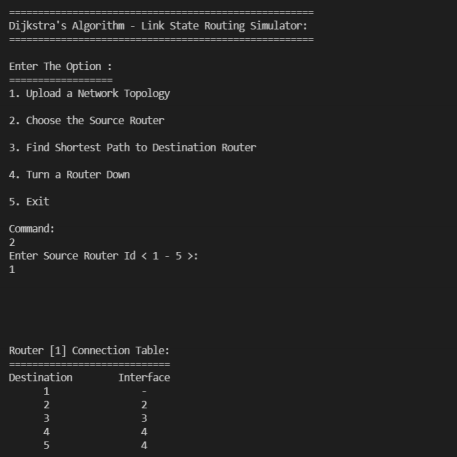 =====================================================
Dijkstra's Algorithm - Link State Routing Simulator:
=====================================================
Enter The Option :
==================
1. Upload a Network Topology
2. Choose the Source Router
3. Find Shortest Path to Destination Router
4. Turn a Router Down
5. Exit
Command:
2
Enter Source Router Id < 1 - 5 >:
1
Router [1] Connection Table:
============================
Destination        Interface
1                -
2                2
3                3
4                4
5                4